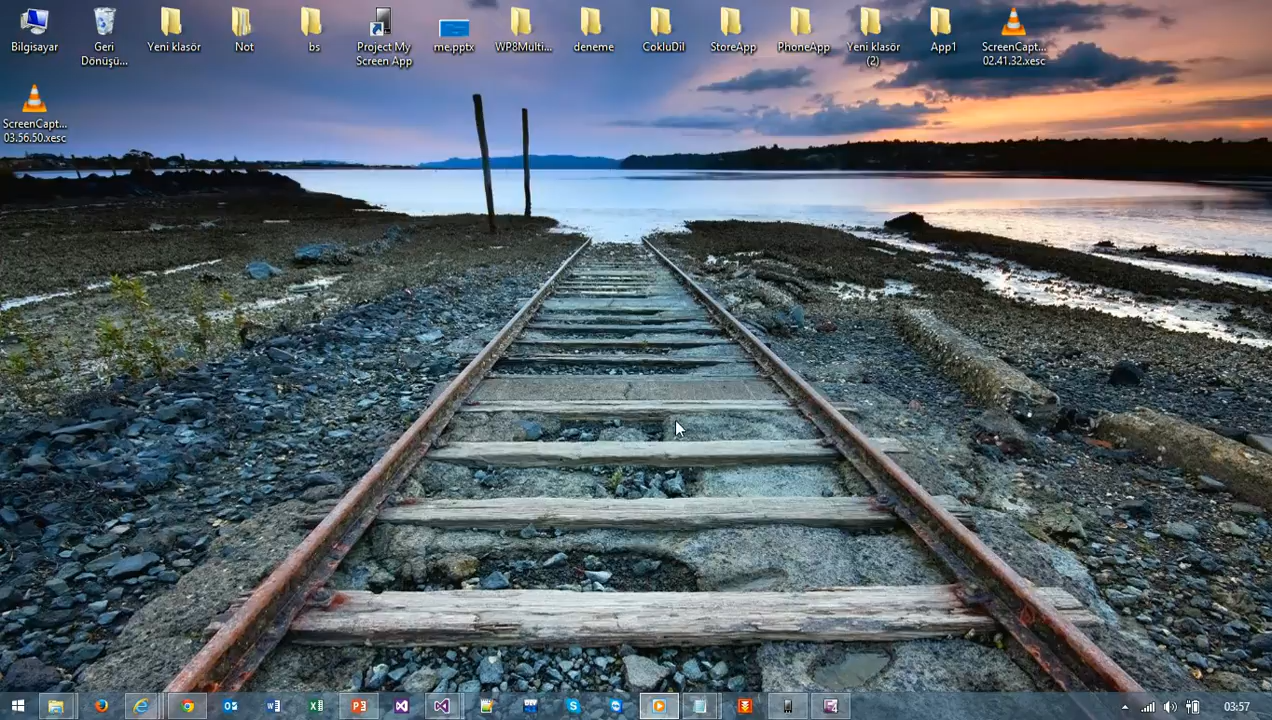 Bilgisayar
Geri
Dönüşü...
Yeni klasör
Not
bs
Project My
Screen App
me.pptx
WP8Multi...
deneme
CokluDil
StoreApp
PhoneApp
Yeni klasör
(2)
App1
ScreenCapt...
02.41.32.xesc
ScreenCapt...
03.56.50.xesc
03:57